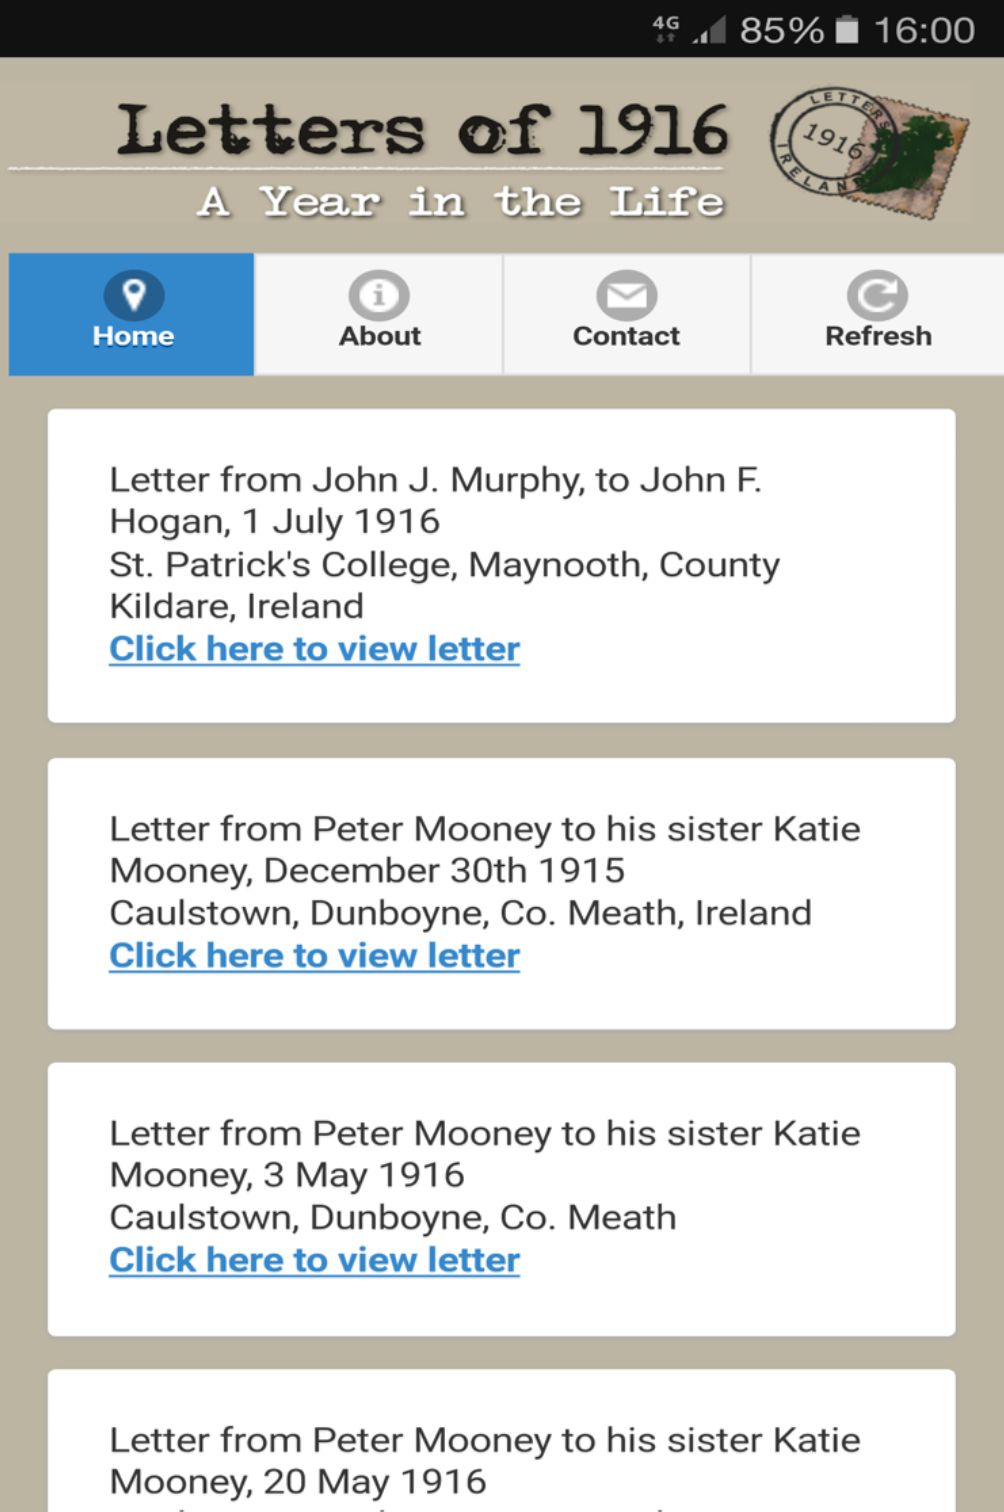 4G 85% 16:00
Letters of 1916
A Year in the Life
LETTERS
1916
IRELAND
Home About Contact Refresh
Letter from John J. Murphy, to John F.
Hogan, 1 July 1916
St. Patrick's College, Maynooth, County
Kildare, Ireland
Click here to view letter
Letter from Peter Mooney to his sister Katie
Mooney, December 30th 1915
Caulstown, Dunboyne, Co. Meath, Ireland
Click here to view letter
Letter from Peter Mooney to his sister Katie
Mooney, 3 May 1916
Caulstown, Dunboyne, Co. Meath
Click here to view letter
Letter from Peter Mooney to his sister Katie
Mooney, 20 May 1916